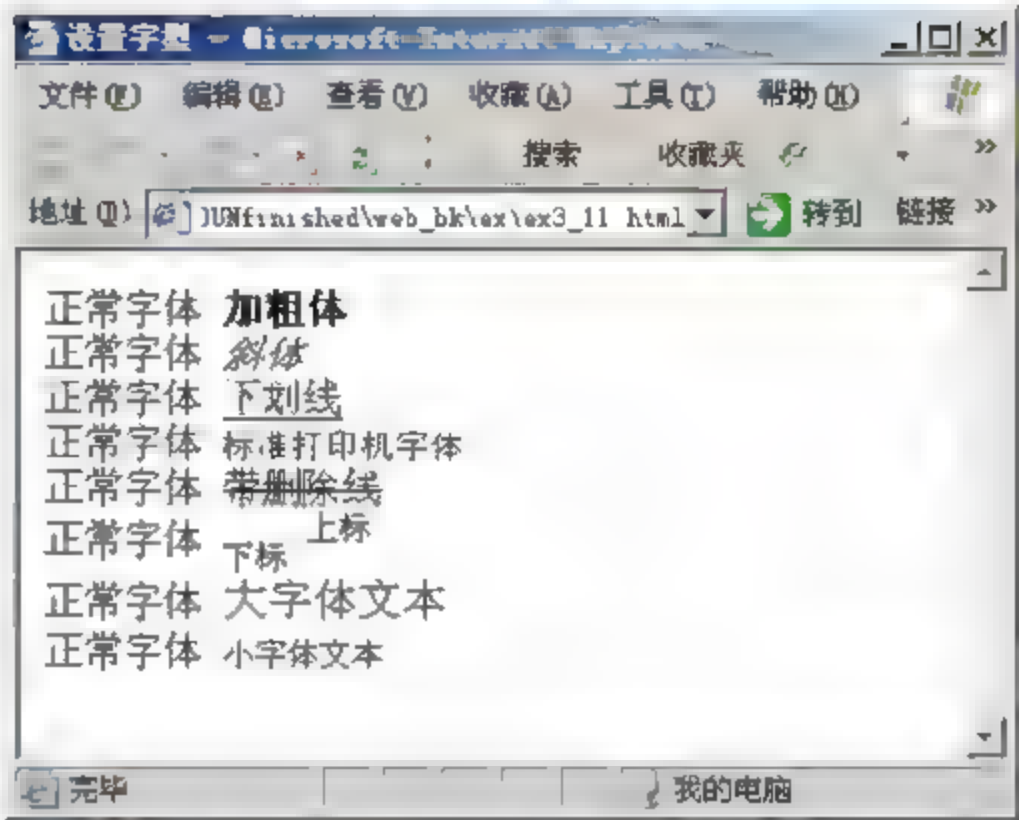 设置字型 - Microsoft Internet Explorer
文件(F) 编辑(E) 查看(V) 收藏(A) 工具(T) 帮助(H)
搜索 收藏夹 »
地址(D) JUNfinished\web_bk\ex\ex3_11 html 转到 链接 »
正常字体 加粗体
正常字体 斜体
正常字体 下划线
正常字体 标准打印机字体
正常字体 带删除线
正常字体 下标 上标
正常字体 大字体文本
正常字体 小字体文本
完毕 我的电脑